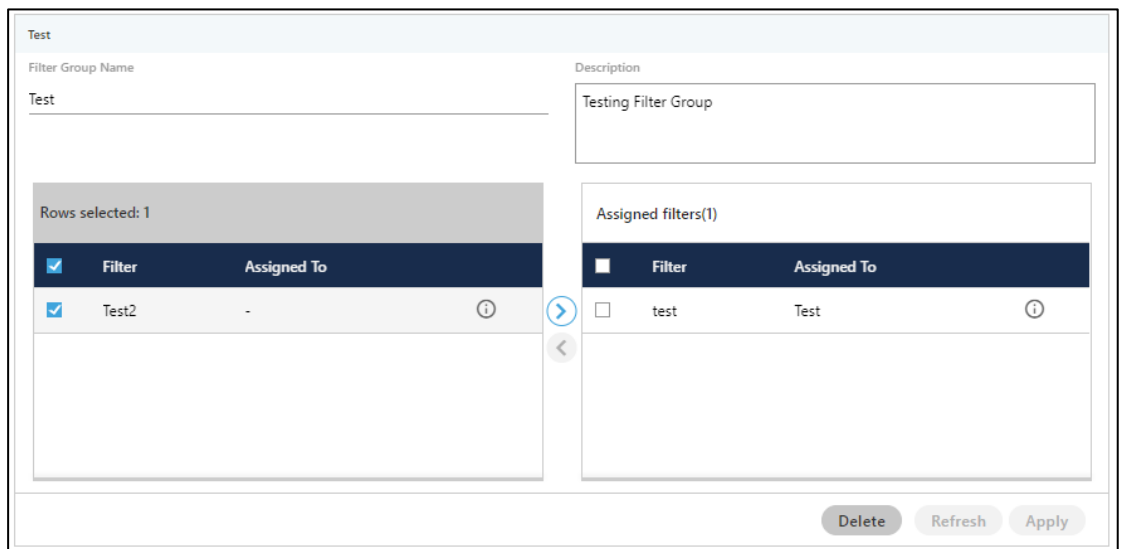 Test
Filter Group Name
Description
Test
Testing Filter Group
Rows selected: 1
Assigned filters(1)
Filter Assigned To
Filter Assigned To
Test2 -
test Test
Delete Refresh Apply